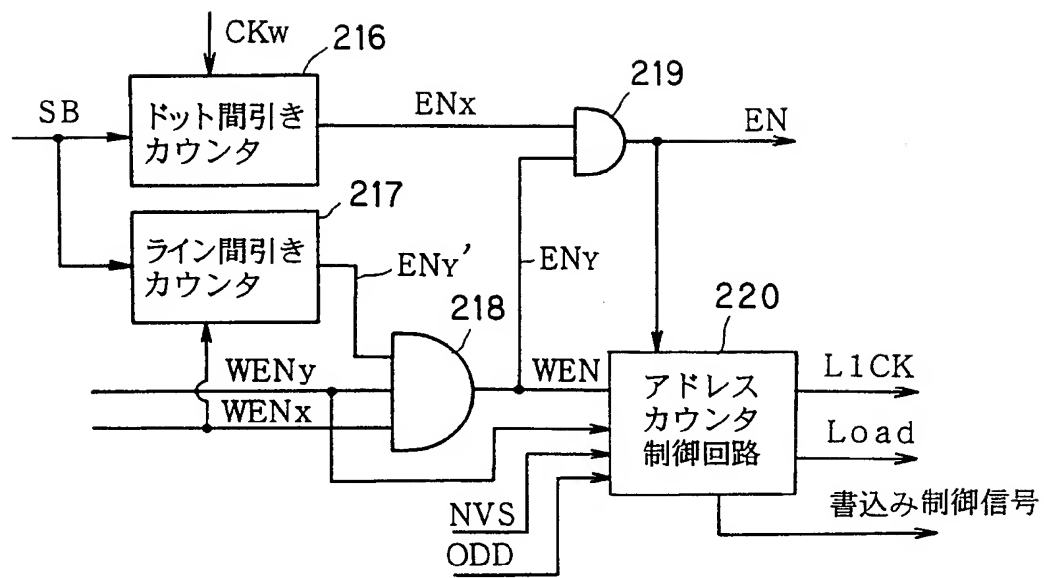 CKw
216
SB
ドット間引き
カウンタ
ENx
219
EN
217
ライン間引き
カウンタ
ENy'
ENY
218
220
WENy
WEN
WENx
アドレス
カウンタ
制御回路
L1CK
Load
NVS
ODD
書込み制御信号